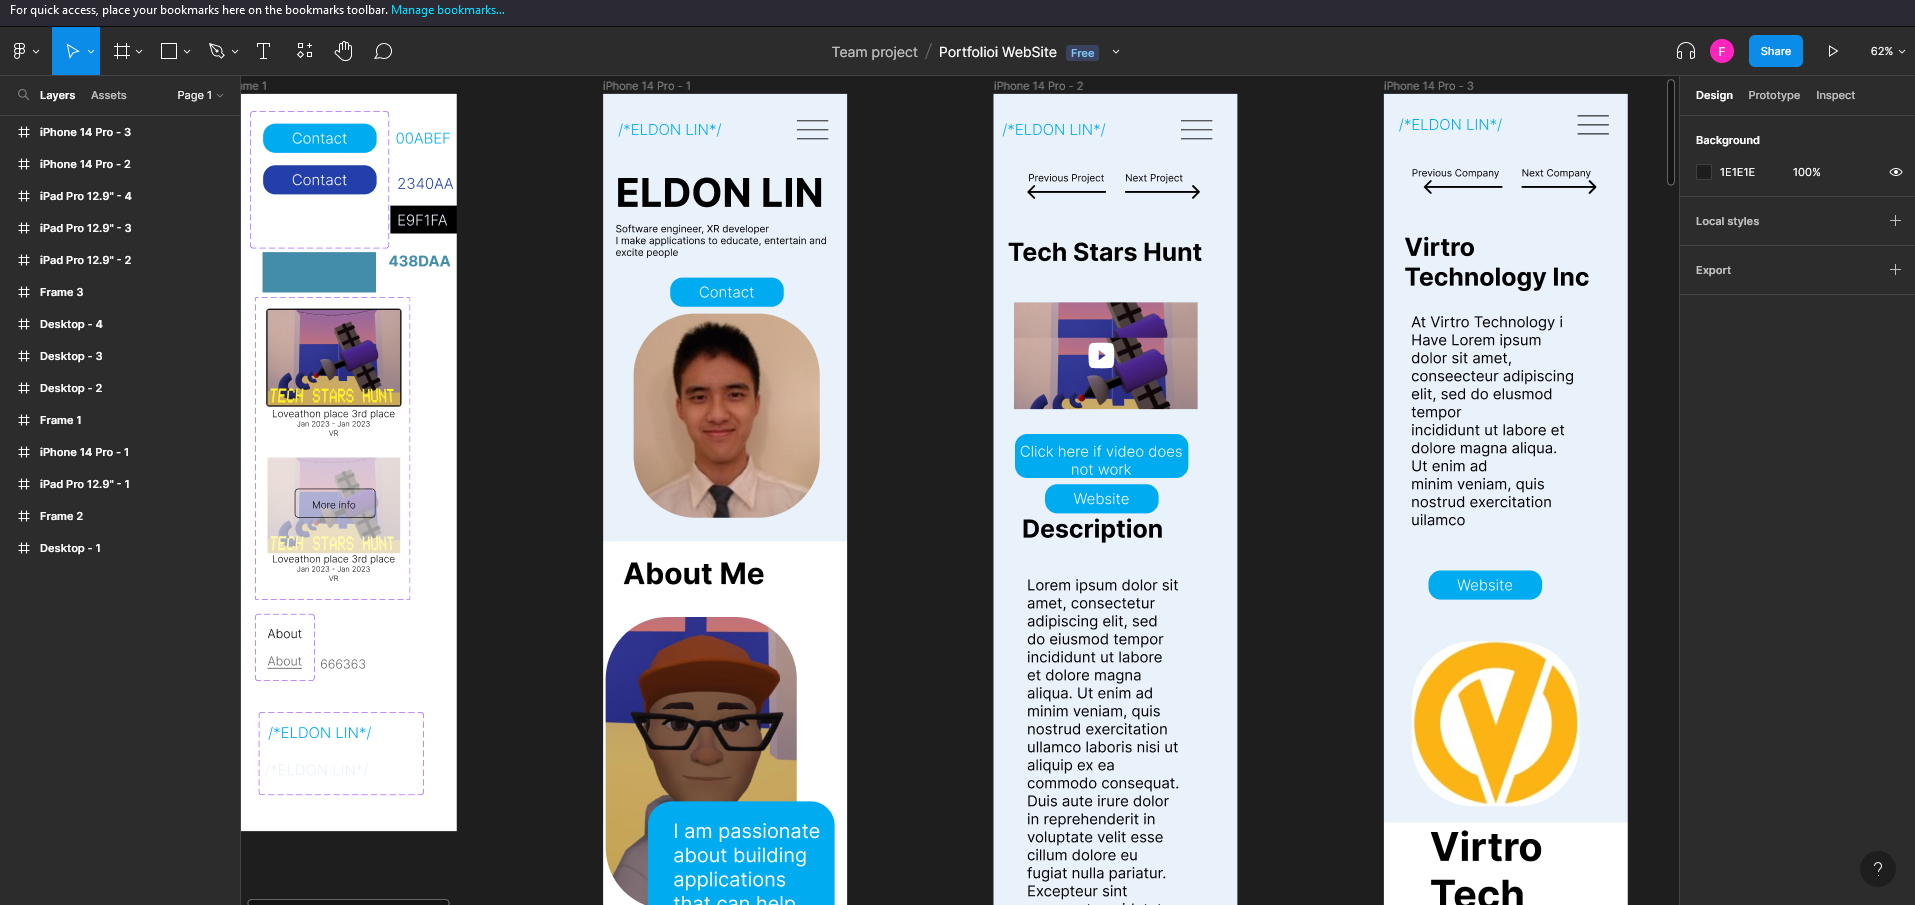 For quick access, place your bookmarks here on the bookmarks toolbar. Manage bookmarks...
Team project / Portfolioi WebSite Free
F
Share
62%
Layers Assets Page 1
iPhone 14 Pro - 3
iPhone 14 Pro - 2
iPad Pro 12.9" - 4
iPad Pro 12.9" - 3
iPad Pro 12.9" - 2
Frame 3
Desktop - 4
Desktop - 3
Desktop - 2
Frame 1
iPhone 14 Pro - 1
iPad Pro 12.9" - 1
Frame 2
Desktop - 1
me 1
Contact 00ABEF
Contact 2340AA
E9F1FA
438DAA
TECH STARS HUNT
Loveathon place 3rd place
Jan 2023 - Jan 2023
VR
More info
TECH STARS HUNT
Loveathon place 3rd place
Jan 2023 - Jan 2023
VR
About
About 666363
/*ELDON LIN*/
/*ELDON LIN*/
iPhone 14 Pro - 1
/*ELDON LIN*/
ELDON LIN
Software engineer, XR developer
I make applications to educate, entertain and
excite people
Contact
About Me
I am passionate
about building
applications
that can help
iPhone 14 Pro - 2
/*ELDON LIN*/
Previous Project Next Project
Tech Stars Hunt
Click here if video does
not work
Website
Description
Lorem ipsum dolor sit
amet, consectetur
adipiscing elit, sed
do eiusmod tempor
incididunt ut labore
et dolore magna
aliqua. Ut enim ad
minim veniam, quis
nostrud exercitation
ullamco laboris nisi ut
aliquip ex ea
commodo consequat.
Duis aute irure dolor
in reprehenderit in
voluptate velit esse
cillum dolore eu
fugiat nulla pariatur.
Excepteur sint
iPhone 14 Pro - 3
/*ELDON LIN*/
Previous Company Next Company
Virtro
Technology Inc
At Virtro Technology i
Have Lorem ipsum
dolor sit amet,
conseecteur adipiscing
elit, sed do elusmod
tempor
incididunt ut labore et
dolore magna aliqua.
Ut enim ad
minim veniam, quis
nostrud exercitation
uilamco
Website
Virtro
Tech
Design Prototype Inspect
Background
1E1E1E 100%
Local styles
Export
?